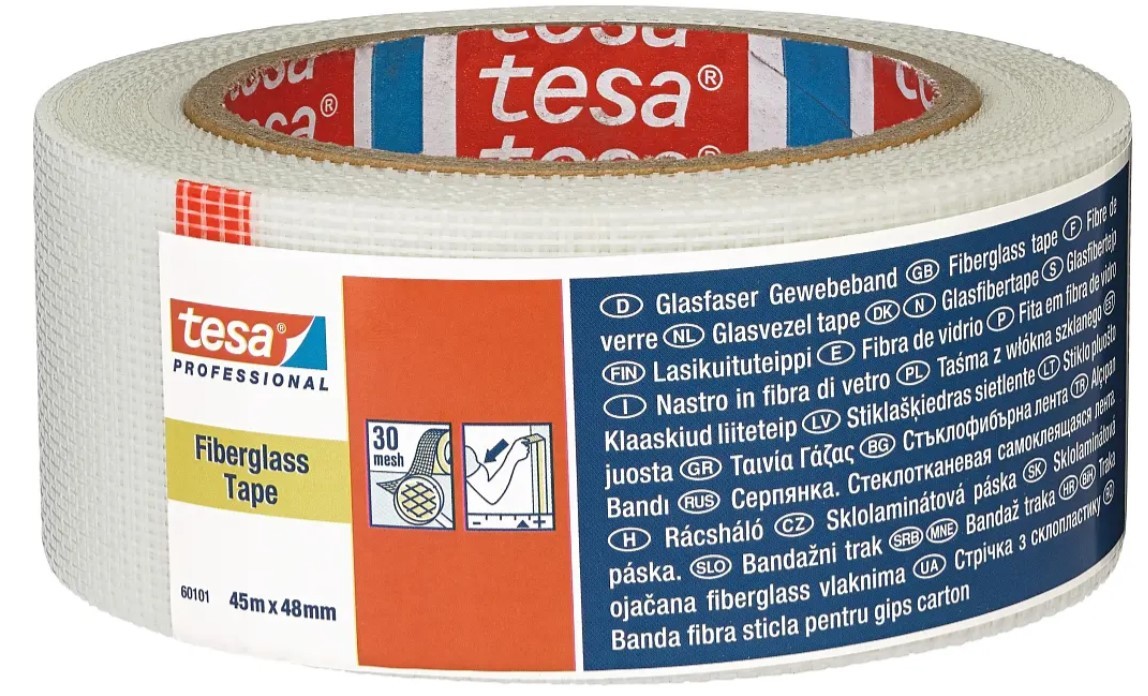 tesa
tesa®
tesa®
tesa®
tesa®
tesa®
PROFESSIONAL
Fiberglass
Tape
60101 45m x 48mm
30
mesh
- ▲ +
D Glasfaser Gewebeband GB Fiberglass tape F Fibre de
verre NL Glasvezel tape DK N Glasfibertape S Glasfibertejp
FIN Lasikuituteippi E Fibra de vidrio P Fita em fibra de vidro
I Nastro in fibra di vetro PL Taśma z włókna szklanego EST
Klaaskiud liiteteip LV Stiklašķiedras sietlente LT Stiklo pluošto
juosta GR Ταινία Γάζας BG Стъклофибърна лента TR Alçıpan
Bandı RUS Серпянка. Стеклотканевая самоклеящаяся лента
H Rácsháló CZ Sklolaminátová páska SK Sklolaminátová
páska. SLO Bandažni trak SRB MNE Bandaž traka HR BiH Traka
ojačana fiberglass vlaknima UA Стрічка з склопластику RO
Banda fibra sticla pentru gips carton